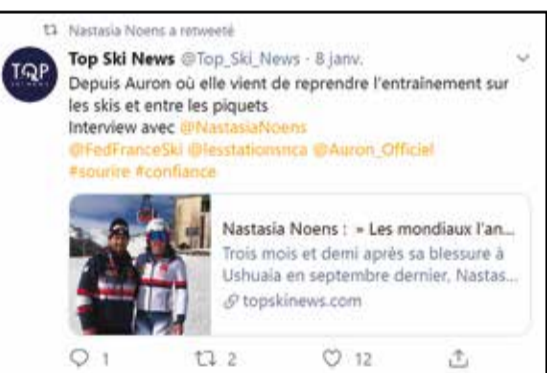 Nastasia Noens a retweeté
Top Ski News @Top_Ski_News · 8 janv.
TOP
Depuis Auron où elle vient de reprendre l'entraînement sur
les skis et entre les piquets
Interview avec @NastasiaNoens
@FedFranceSki @lesstationsnca @Auron_Officiel
#sourire #confiance
Nastasia Noens : » Les mondiaux l'an...
Trois mois et demi après sa blessure à
Ushuaia en septembre dernier, Nastas...
topskinews.com
1 2 12